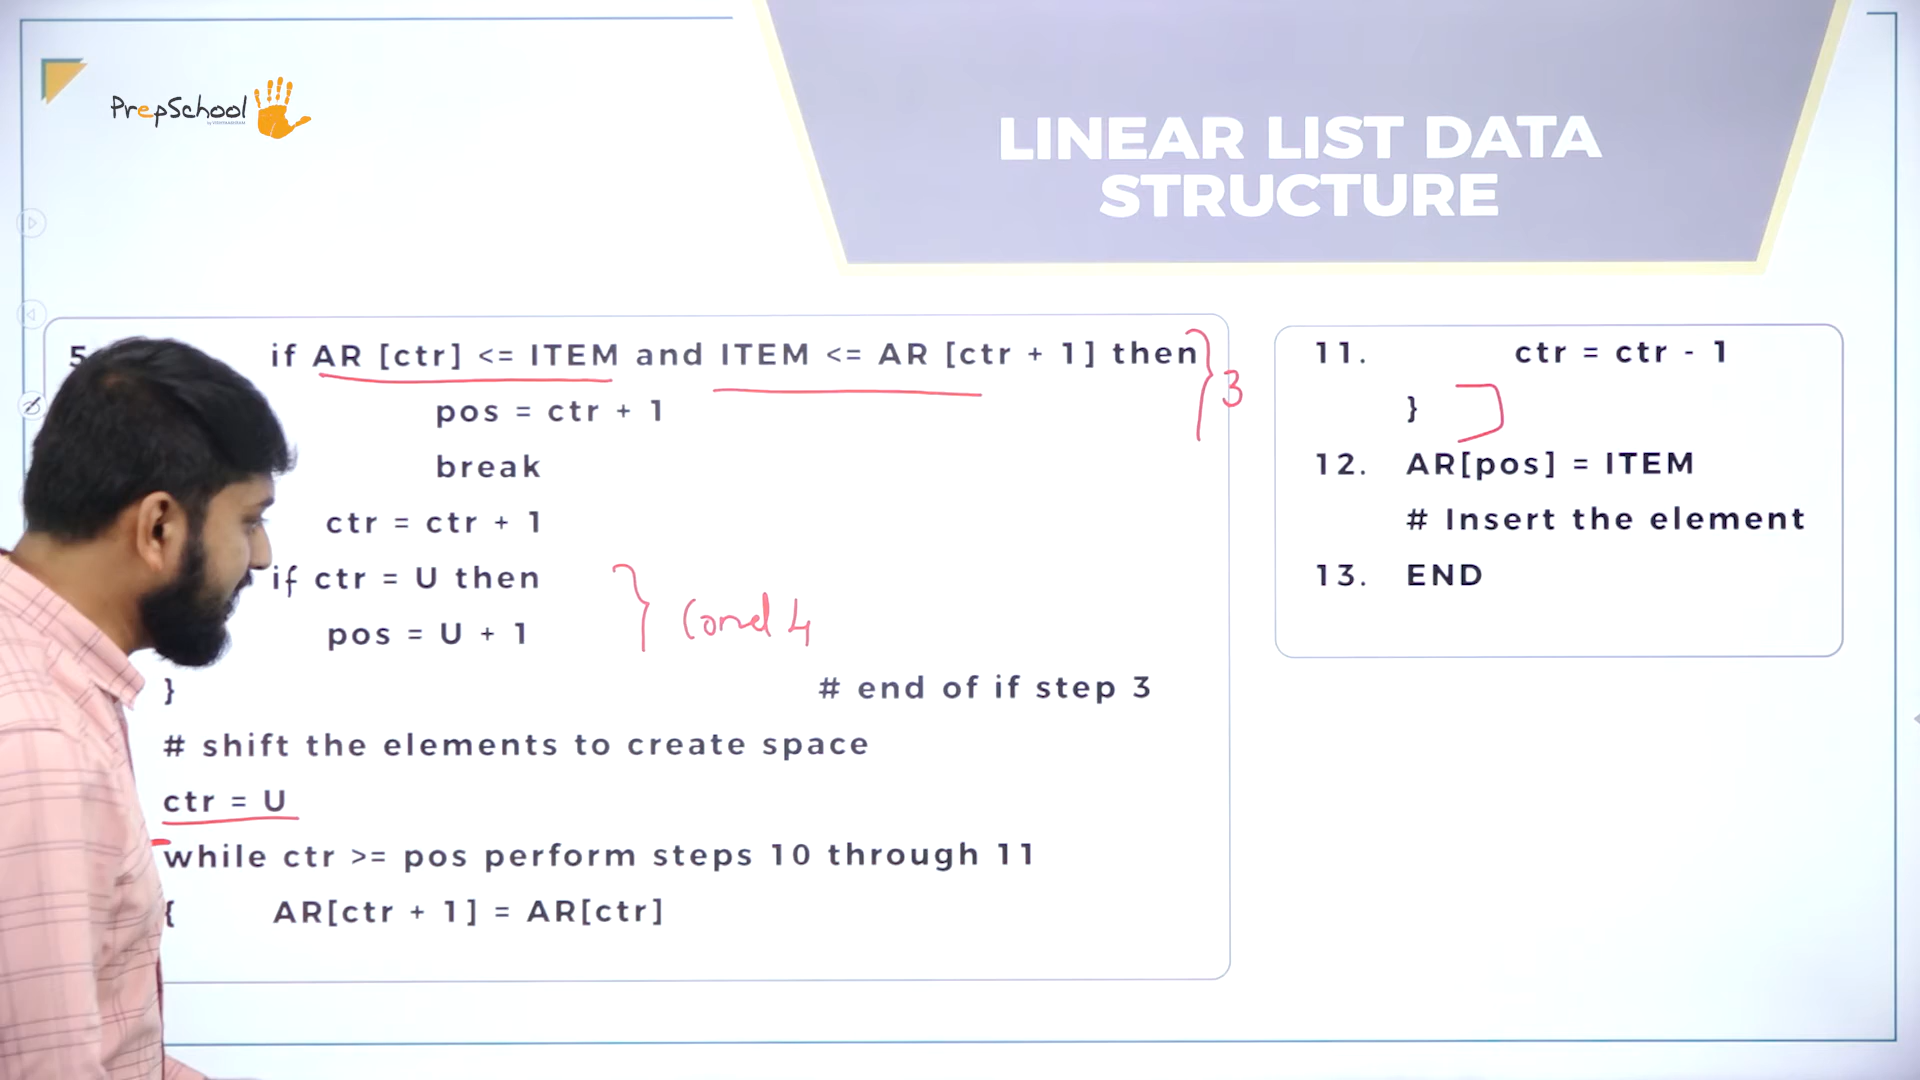 PrepSchool
LINEAR LIST DATA
STRUCTURE
5. if AR [ctr] <= ITEM and ITEM <= AR [ctr + 1] then
3
pos = ctr + 1
break
ctr = ctr + 1
if ctr = U then
pos = U + 1
Cond 4
} # end of if step 3
# shift the elements to create space
ctr = U
while ctr >= pos perform steps 10 through 11
{ AR[ctr + 1] = AR[ctr]
11. ctr = ctr - 1
}
12. AR[pos] = ITEM
# Insert the element
13. END